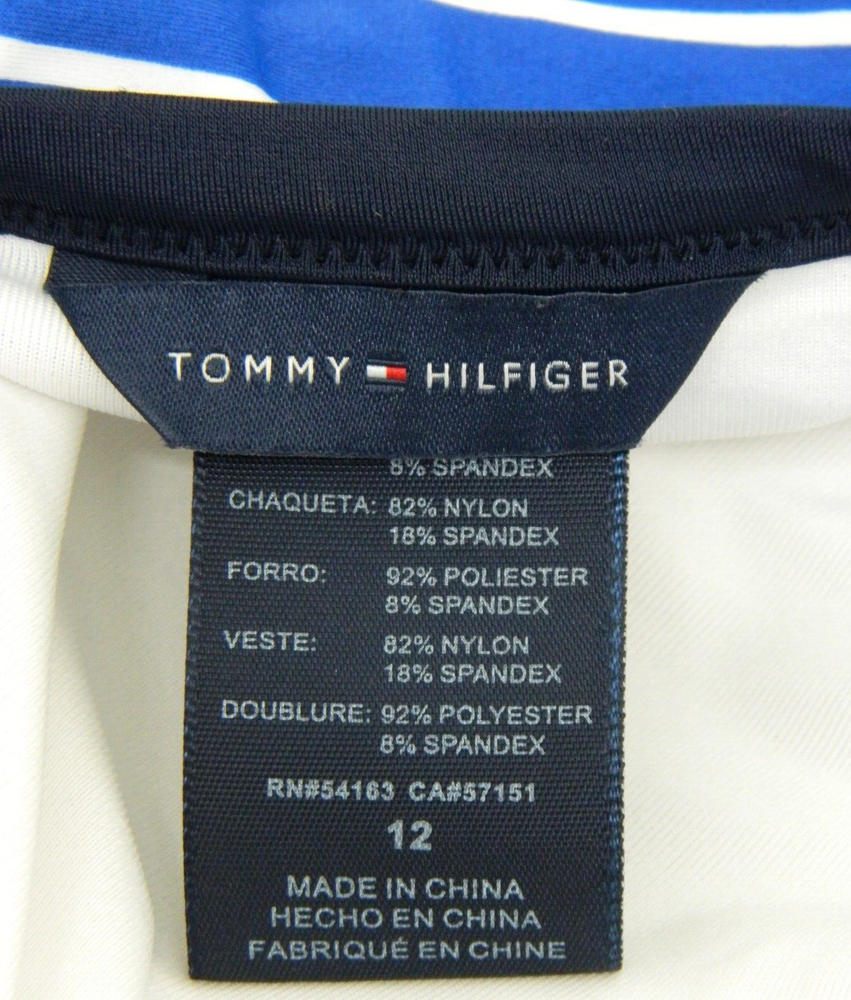 TOMMY HILFIGER
8% SPANDEX
CHAQUETA: 82% NYLON
18% SPANDEX
FORRO: 92% POLIESTER
8% SPANDEX
VESTE: 82% NYLON
18% SPANDEX
DOUBLURE: 92% POLYESTER
8% SPANDEX
RN#54163 CA#57151
12
MADE IN CHINA
HECHO EN CHINA
FABRIQUÉ EN CHINE